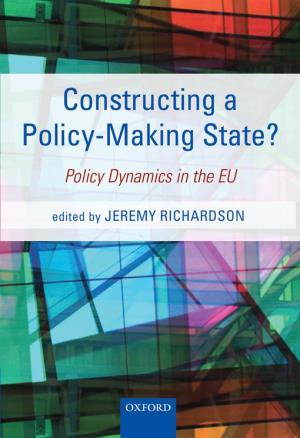 Constructing a
Policy-Making State?
Policy Dynamics in the EU
edited by JEREMY RICHARDSON
OXFORD